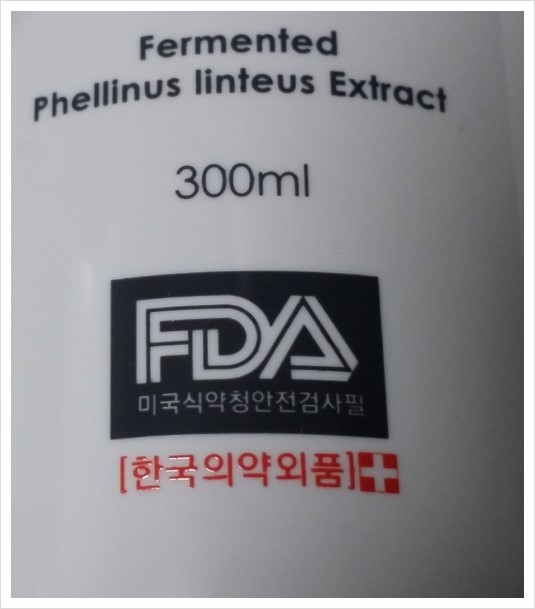 Fermented
Phellinus linteus Extract
300ml
FDA
미국식약청안전검사필
[한국의약외품]